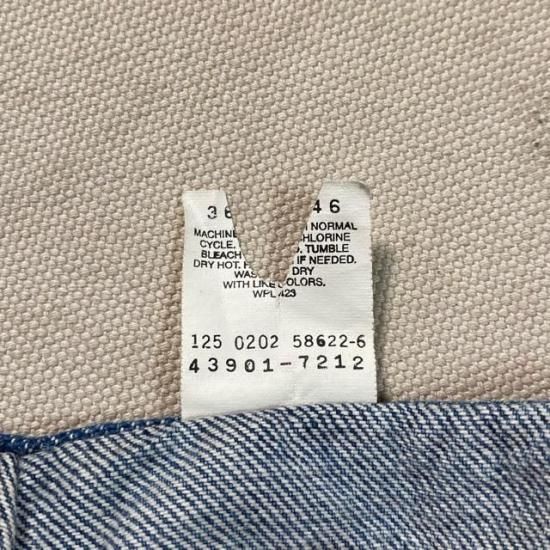 36 46
MACHINE NORMAL
CYCLE. CHLORINE
BLEACH TUMBLE
DRY HOT. IF NEEDED.
WAS DRY
WITH LIKE COLORS.
WPL 423
125 0202 58622-6
43901-7212